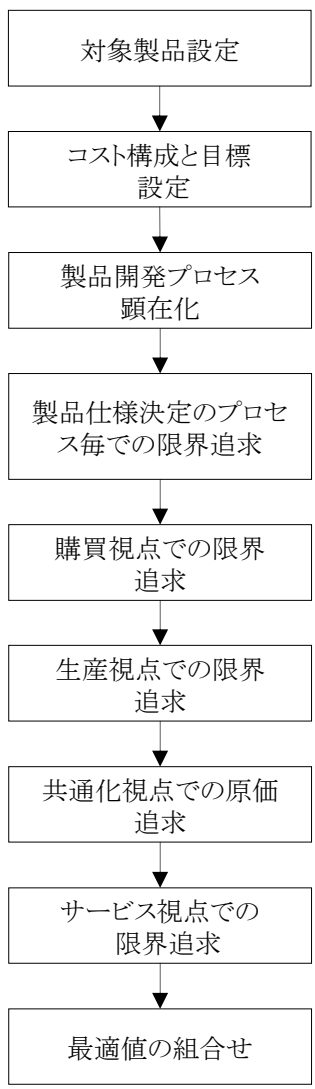 対象製品設定
コスト構成と目標
設定
製品開発プロセス
顕在化
製品仕様決定のプロセ
ス毎での限界追求
購買視点での限界
追求
生産視点での限界
追求
共通化視点での原価
追求
サービス視点での
限界追求
最適値の組合せ